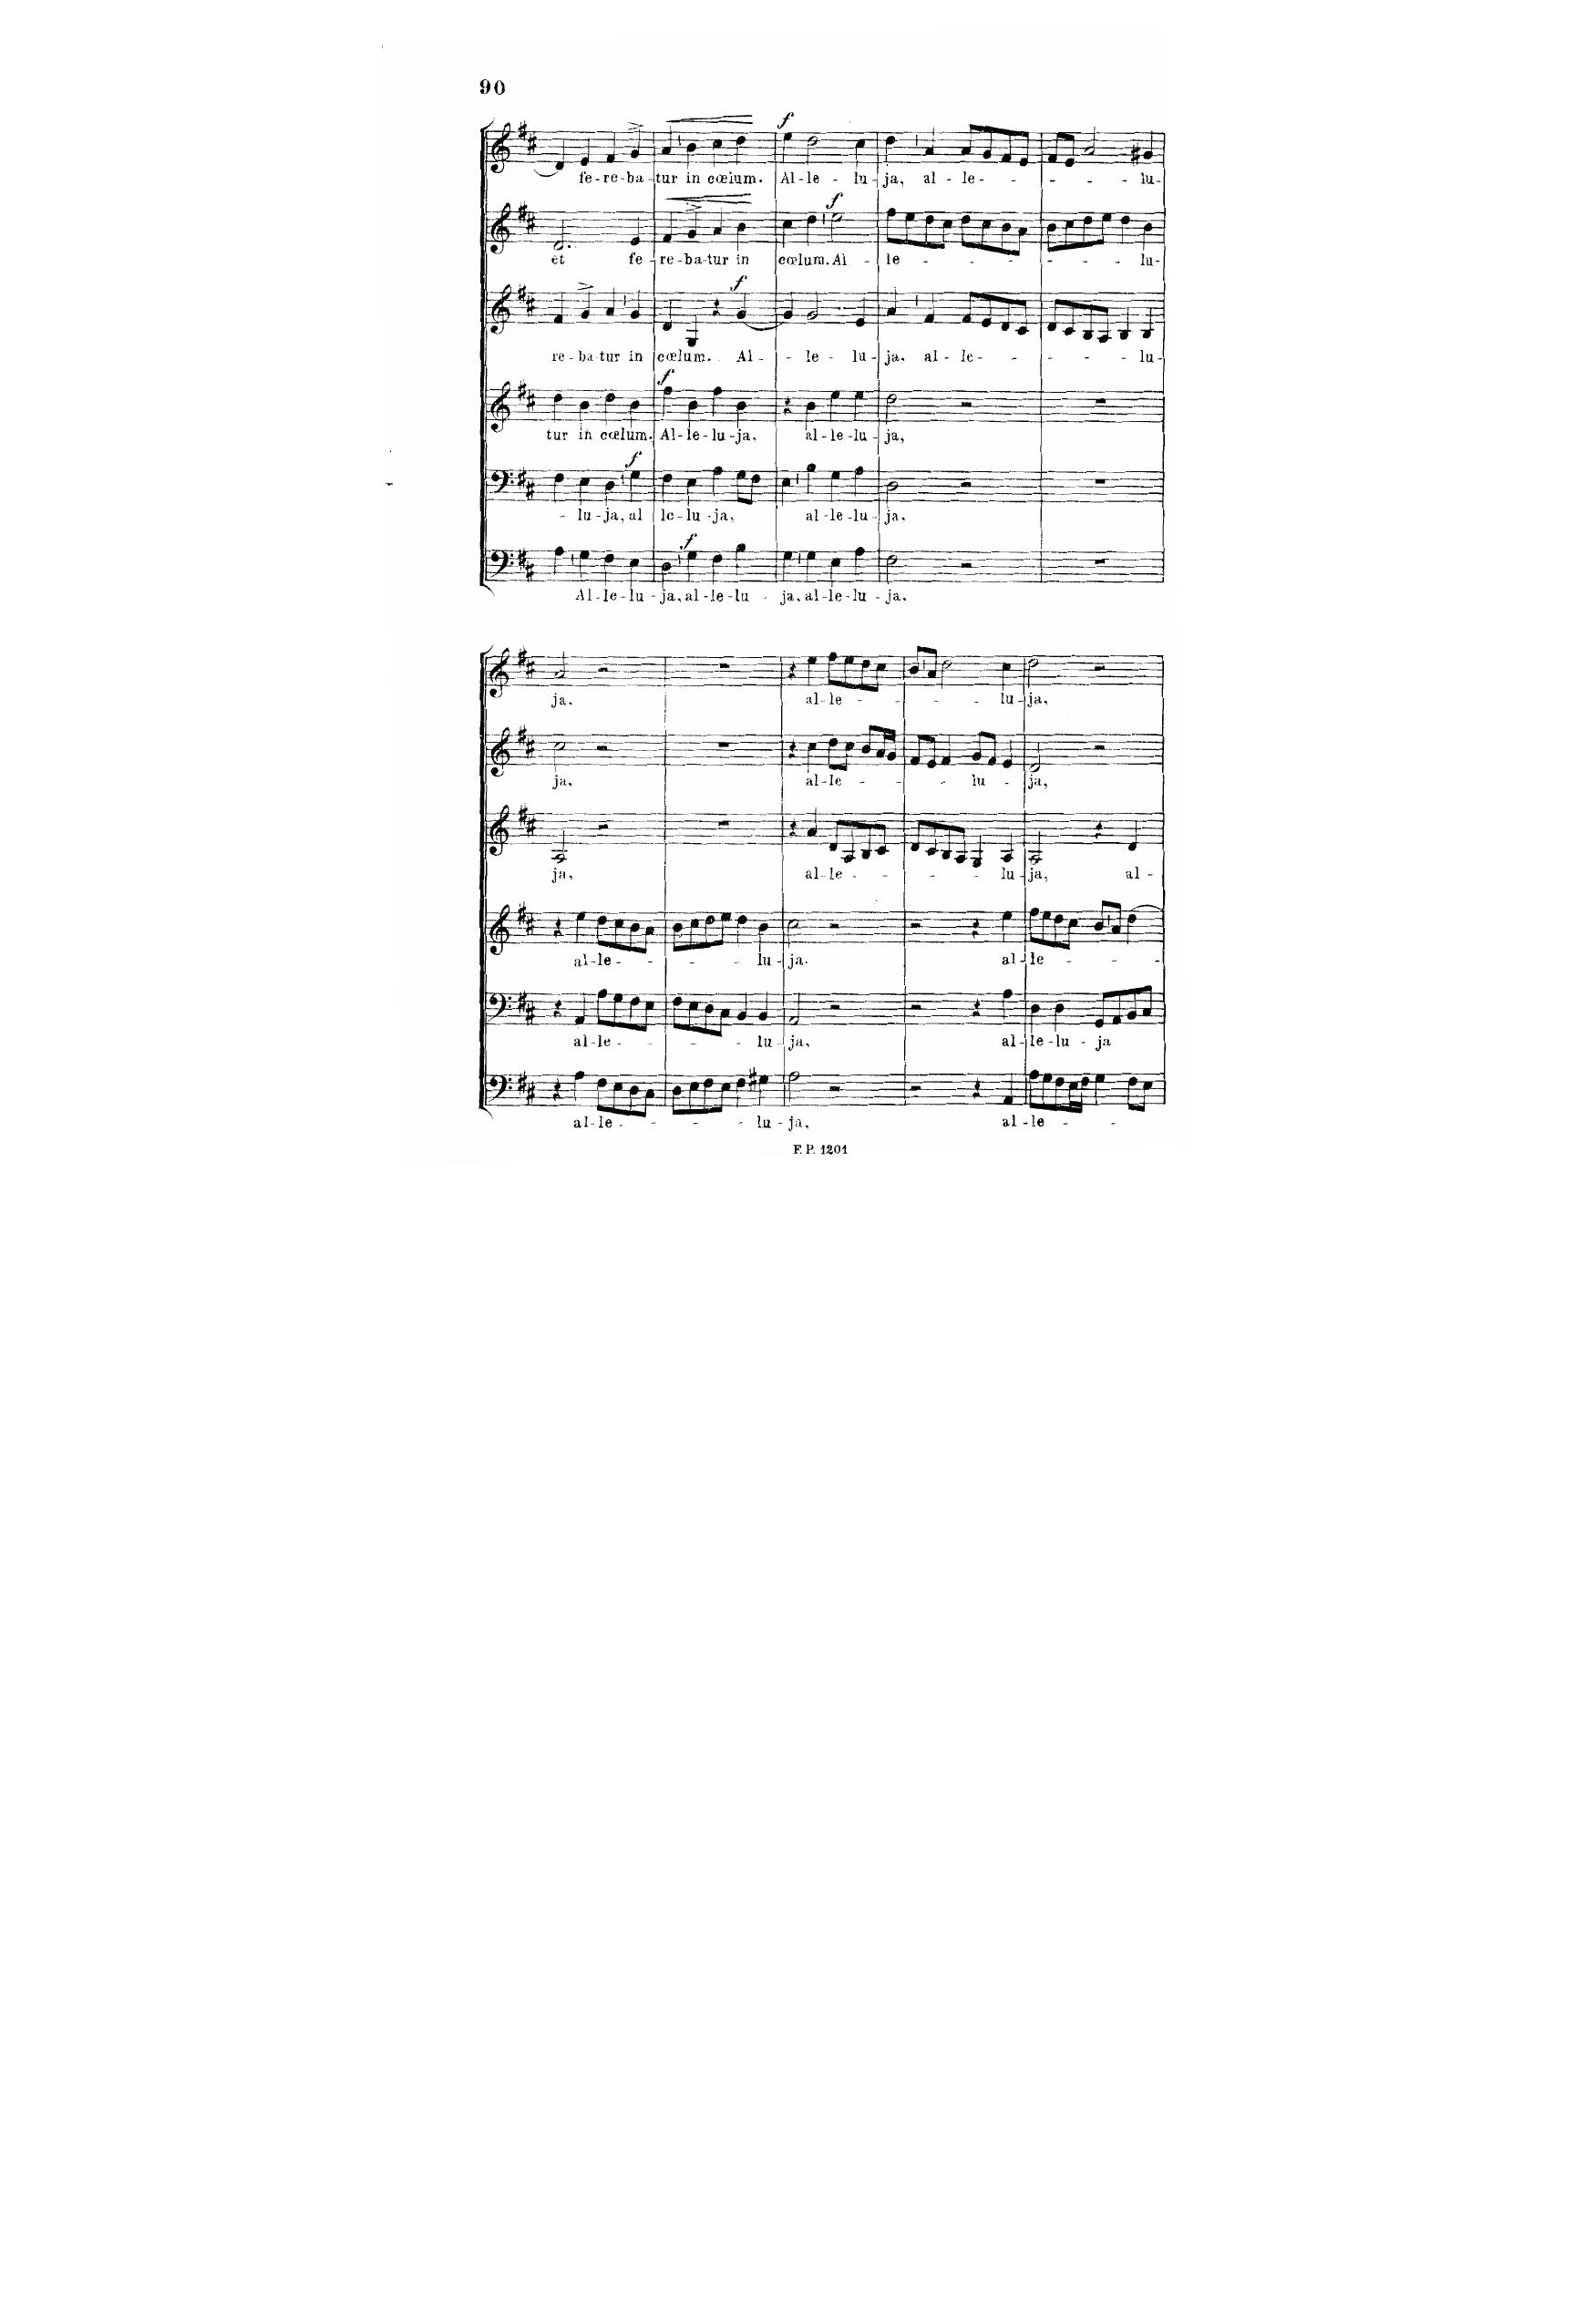 90
fe-re-ba-tur in cœlum. Al-le - lu-ja, al - le - - - - - lu-
et fe - re-ba-tur in cœlum. Al - le - - - - - - lu-
re-ba-tur in cœlum. Al - - le - lu-ja. al - le - - - - - lu-
tur in cœlum. Al-le-lu-ja, al-le-lu-ja,
- lu-ja, al le-lu-ja, al-le-lu-ja.
Al-le-lu-ja, al-le-lu - ja, al-le-lu-ja.
ja. al-le - - - - lu-ja,
ja. al-le - - - - lu - ja,
ja, al-le - - - - lu-ja, al-
al-le - - - - lu-ja. al-le - - - -
al-le - - - - lu-ja, al-le-lu - ja
al-le - - - - lu-ja, al-le - - -
F. P. 1201